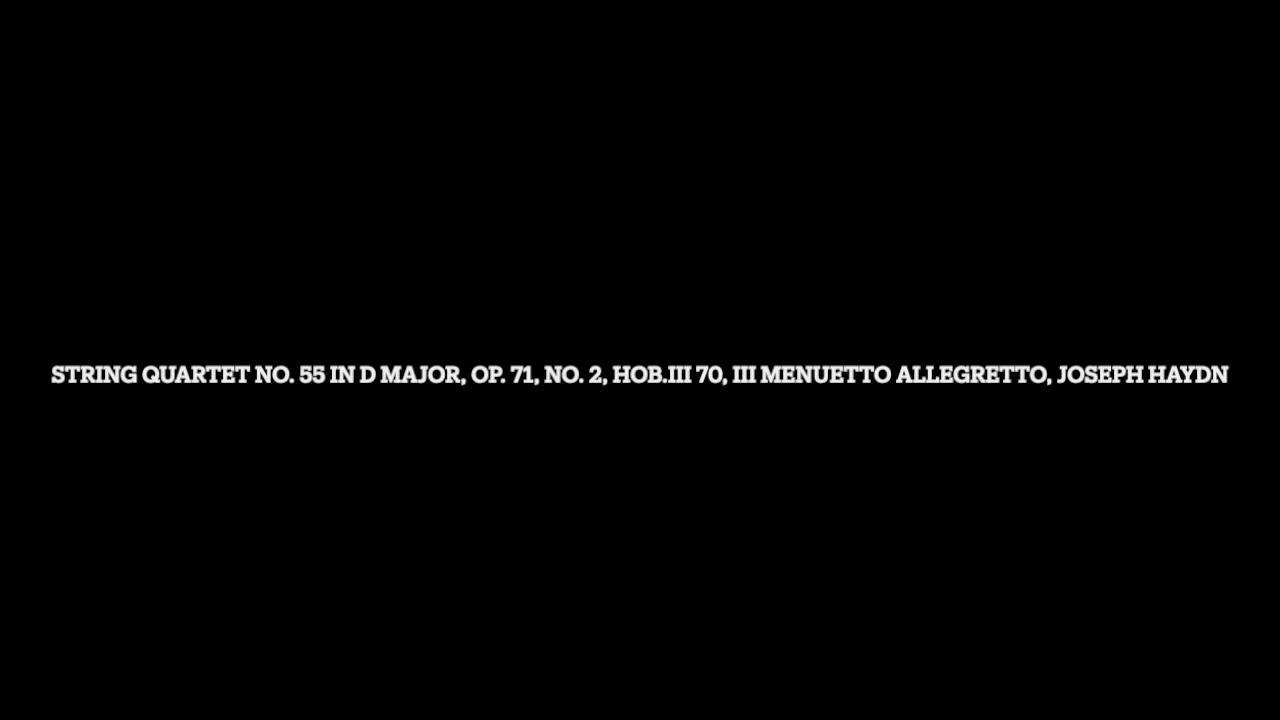 STRING QUARTET NO. 55 IN D MAJOR, OP. 71, NO. 2, HOB.III 70, III MENUETTO ALLEGRETTO, JOSEPH HAYDN